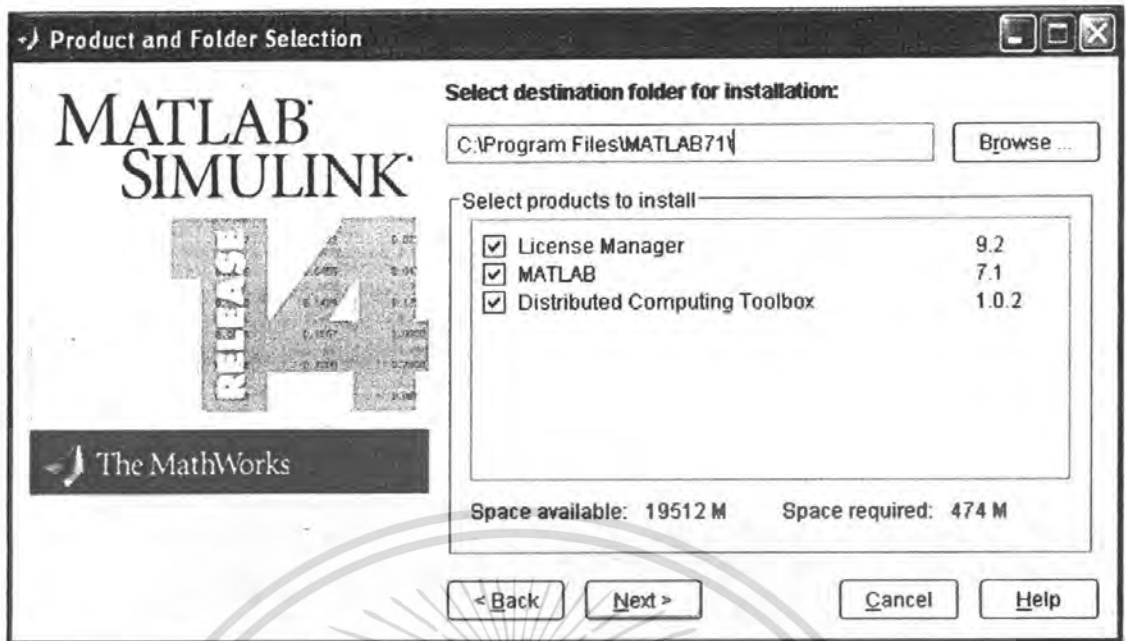 Product and Folder Selection
MATLAB
SIMULINK
RELEASE
14
The MathWorks
Select destination folder for installation:
C:\Program Files\MATLAB71\
Browse ...
Select products to install
License Manager 9.2
MATLAB 7.1
Distributed Computing Toolbox 1.0.2
Space available: 19512 M Space required: 474 M
< Back Next > Cancel Help